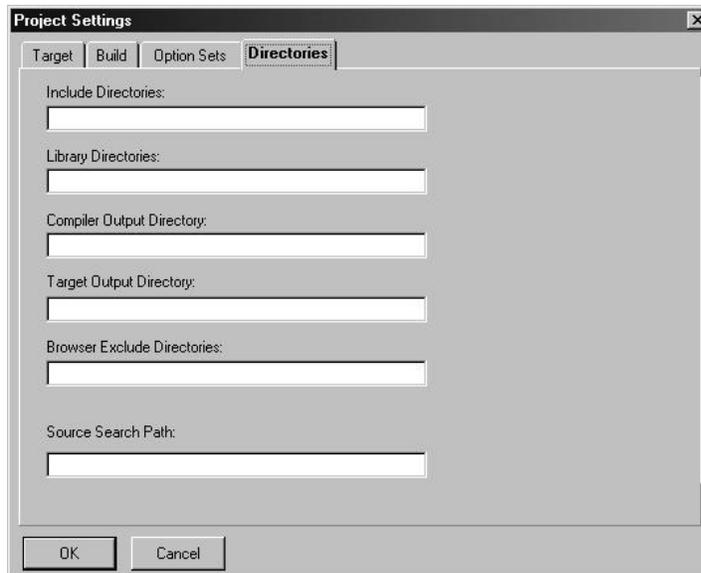 Project Settings
Target Build Option Sets Directories
Include Directories:
Library Directories:
Compiler Output Directory:
Target Output Directory:
Browser Exclude Directories:
Source Search Path:
OK Cancel